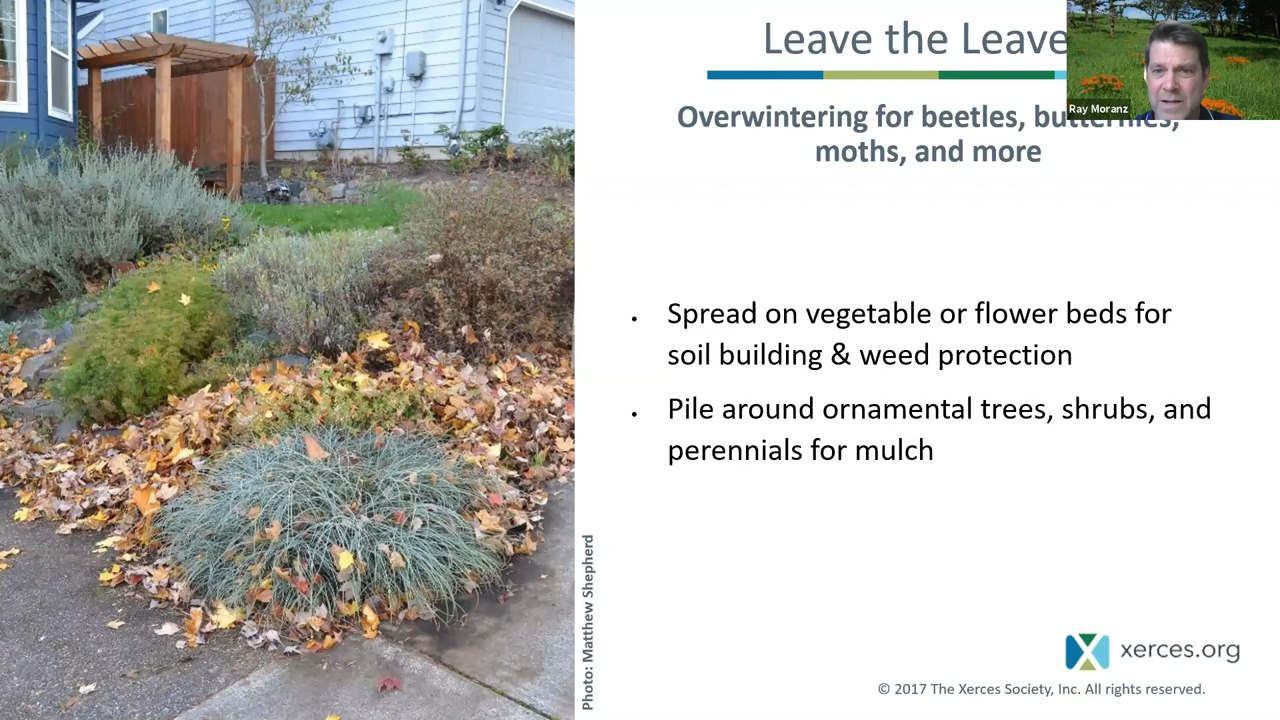 Leave the Leave
Ray Moranz
Overwintering for beetles, butterflies,
moths, and more
• Spread on vegetable or flower beds for
soil building & weed protection
• Pile around ornamental trees, shrubs, and
perennials for mulch
Photo: Matthew Shepherd
xerces.org
© 2017 The Xerces Society, Inc. All rights reserved.